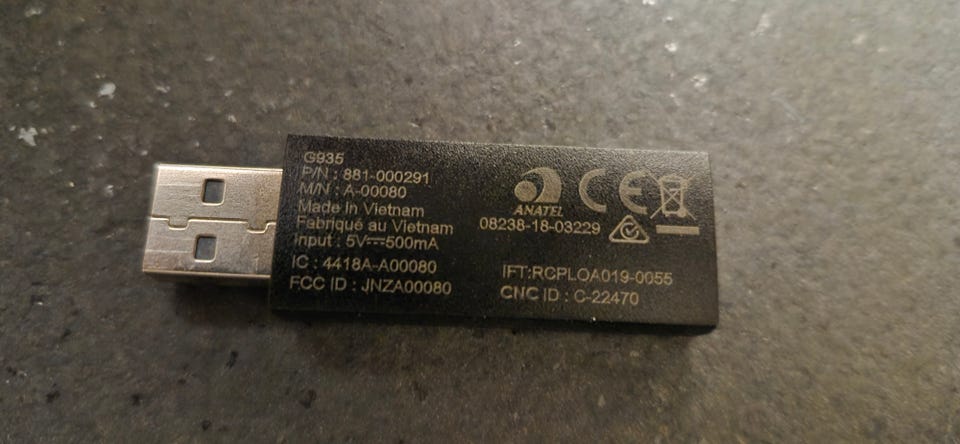 G935
P/N : 881-000291
M/N : A-00080
Made in Vietnam
Fabriqué au Vietnam
Input : 5V⎓500mA
IC : 4418A-A00080
FCC ID : JNZA00080
ANATEL
08238-18-03229
CE
IFT:RCPLOA019-0055
CNC ID : C-22470